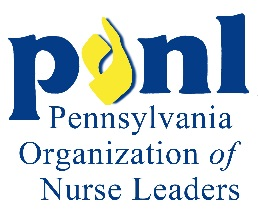 ponl
Pennsylvania
Organization of
Nurse Leaders